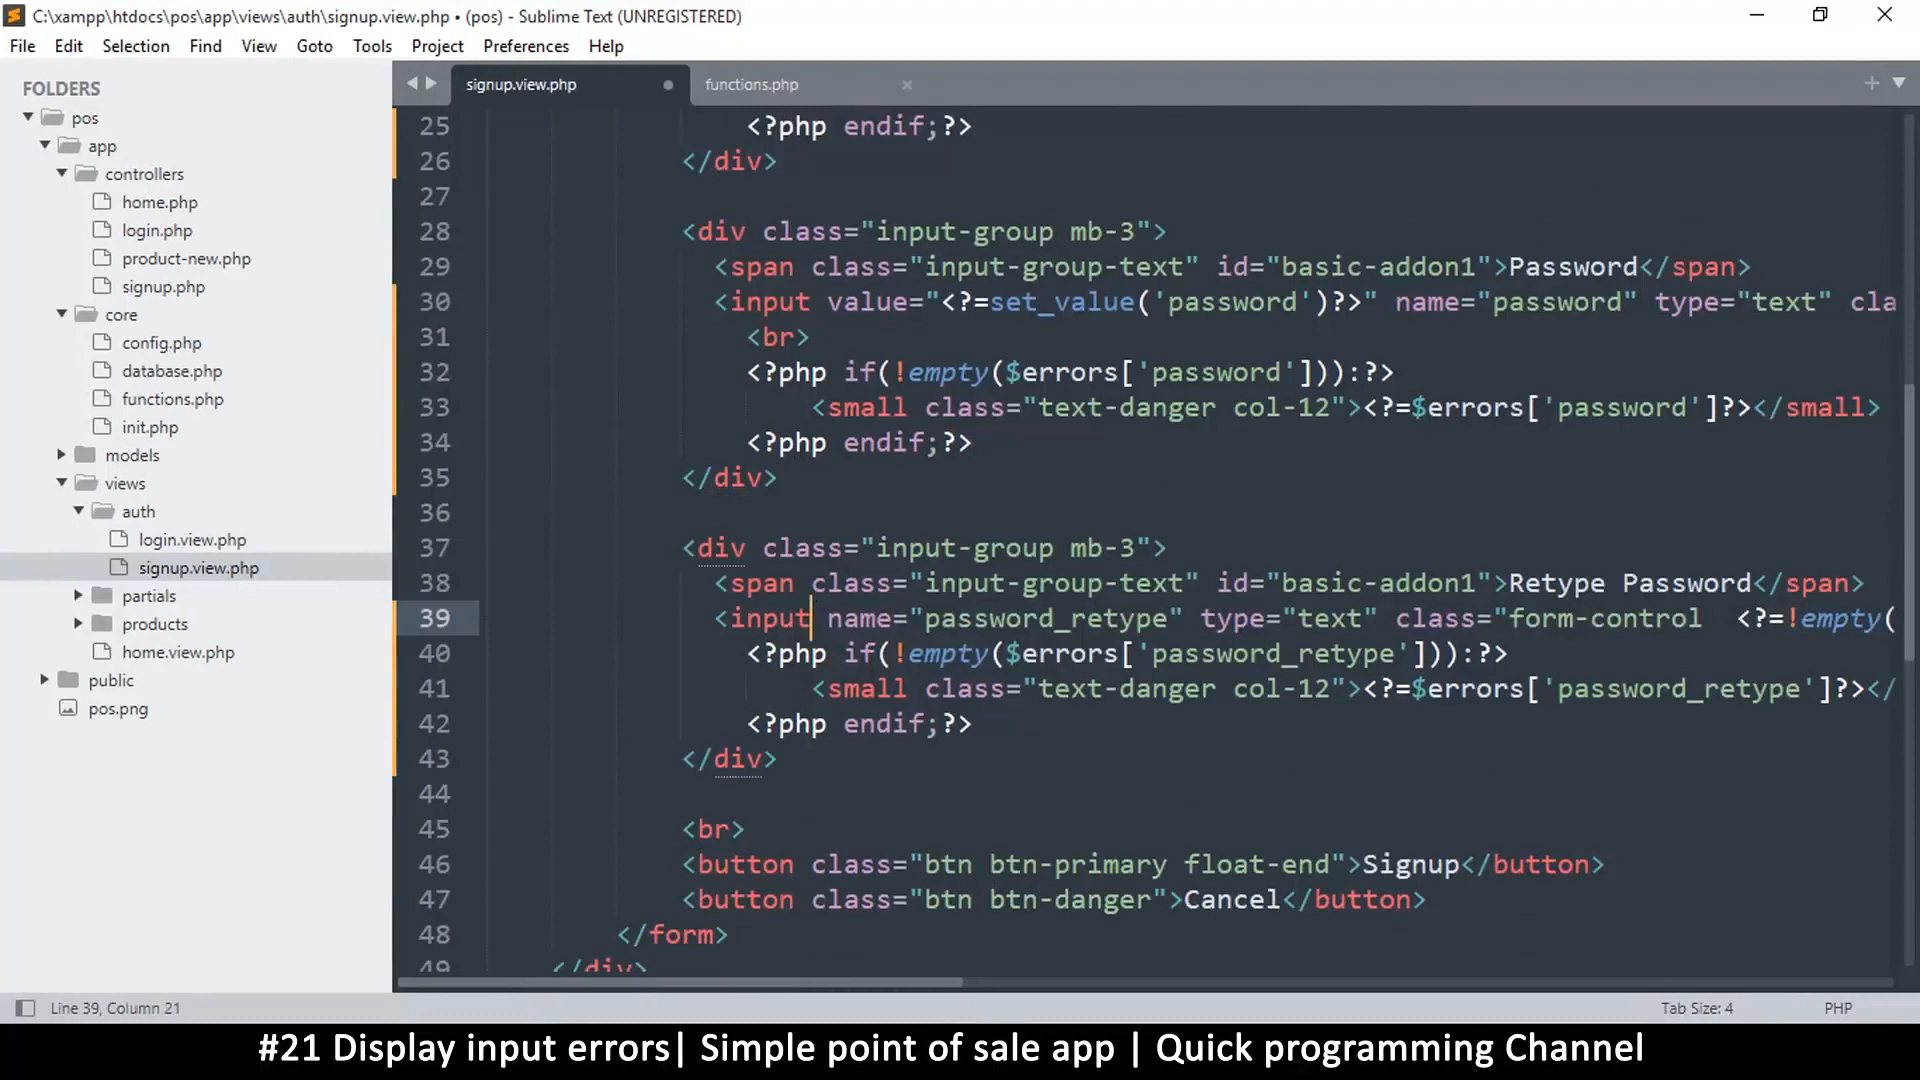 C:\xampp\htdocs\pos\app\views\auth\signup.view.php • (pos) - Sublime Text (UNREGISTERED)
File Edit Selection Find View Goto Tools Project Preferences Help
FOLDERS
pos
app
controllers
home.php
login.php
product-new.php
signup.php
core
config.php
database.php
functions.php
init.php
models
views
auth
login.view.php
signup.view.php
partials
products
home.view.php
public
pos.png
signup.view.php functions.php
25 <?php endif;?>
26 </div>
27
28 <div class="input-group mb-3">
29 <span class="input-group-text" id="basic-addon1">Password</span>
30 <input value="<?=set_value('password')?>" name="password" type="text" cla
31 <br>
32 <?php if(!empty($errors['password'])):?>
33 <small class="text-danger col-12"><?=$errors['password']?></small>
34 <?php endif;?>
35 </div>
36
37 <div class="input-group mb-3">
38 <span class="input-group-text" id="basic-addon1">Retype Password</span>
39 <input name="password_retype" type="text" class="form-control <?=!empty(
40 <?php if(!empty($errors['password_retype'])):?>
41 <small class="text-danger col-12"><?=$errors['password_retype']?></
42 <?php endif;?>
43 </div>
44
45 <br>
46 <button class="btn btn-primary float-end">Signup</button>
47 <button class="btn btn-danger">Cancel</button>
48 </form>
49 </div>
Line 39, Column 21 Tab Size: 4 PHP
#21 Display input errors| Simple point of sale app | Quick programming Channel